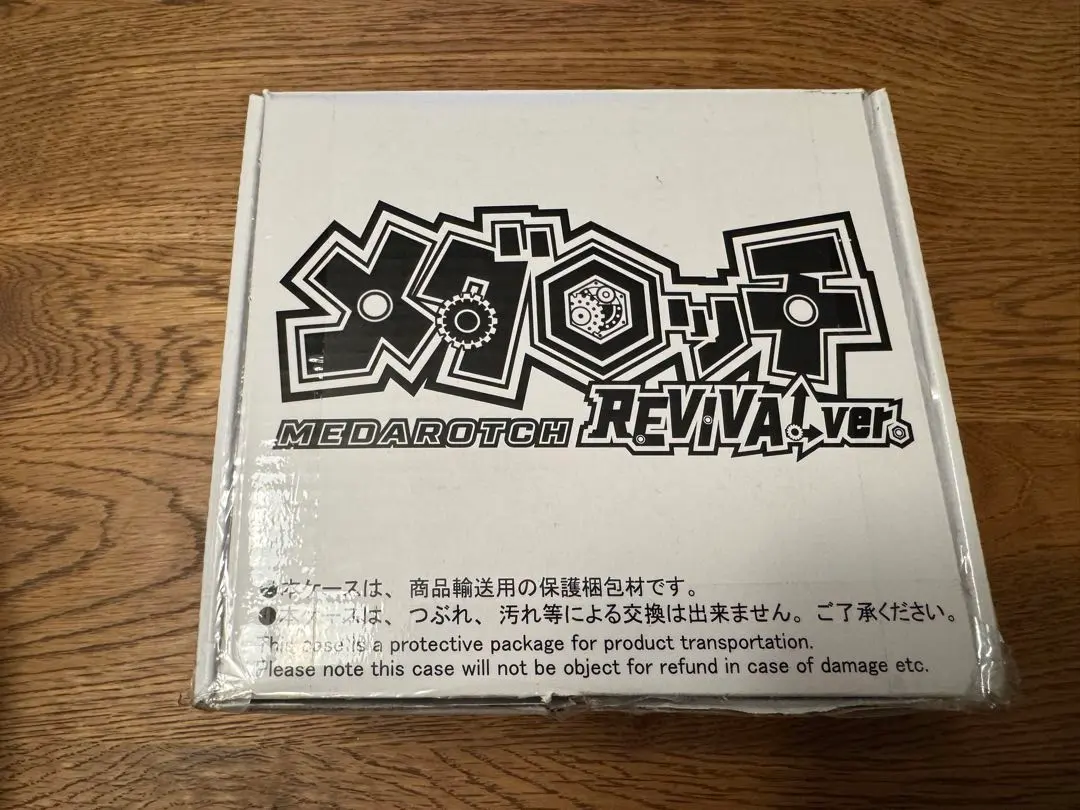 メダロッチ
MEDAROTCH REVIVAL ver.
●本ケースは、商品輸送用の保護梱包材です。
●本ケースは、つぶれ、汚れ等による交換は出来ません。ご了承ください。
This case is a protective package for product transportation.
Please note this case will not be object for refund in case of damage etc.